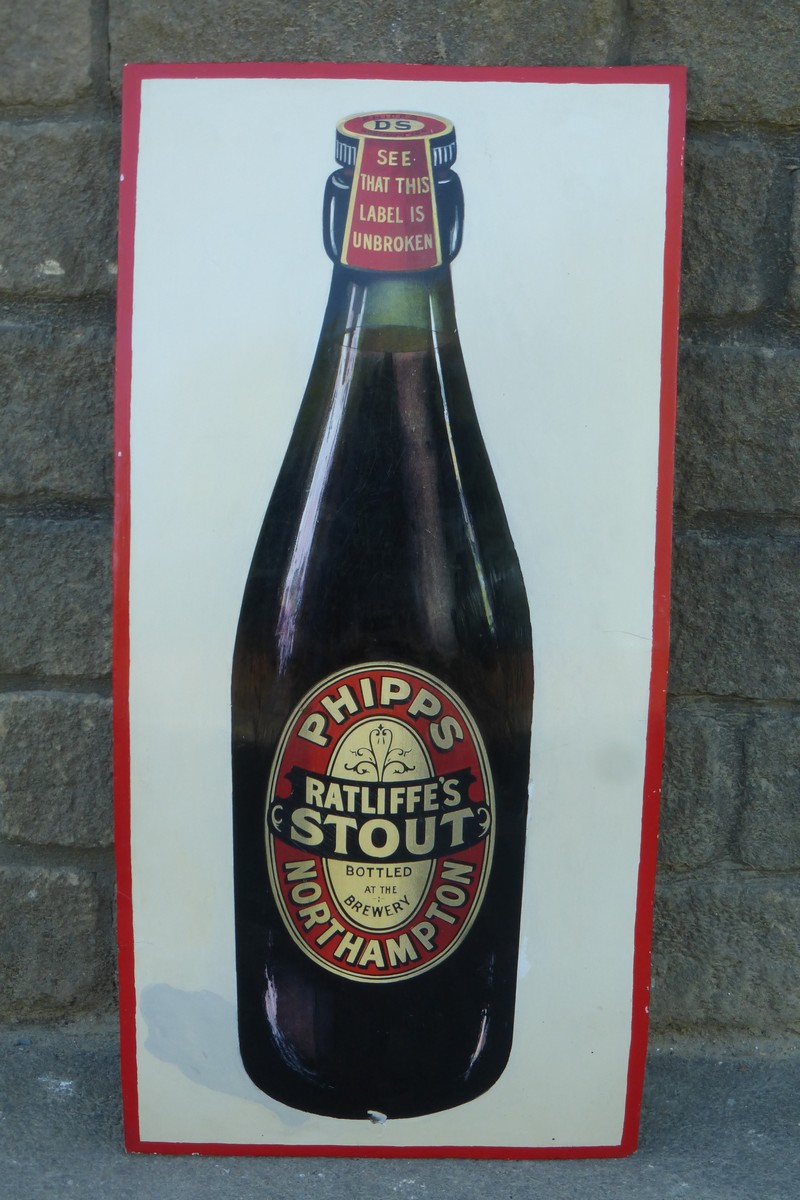 DS
SEE
THAT THIS
LABEL IS
UNBROKEN
PHIPPS
RATLIFFE'S
STOUT
BOTTLED
AT THE
BREWERY
NORTHAMPTON